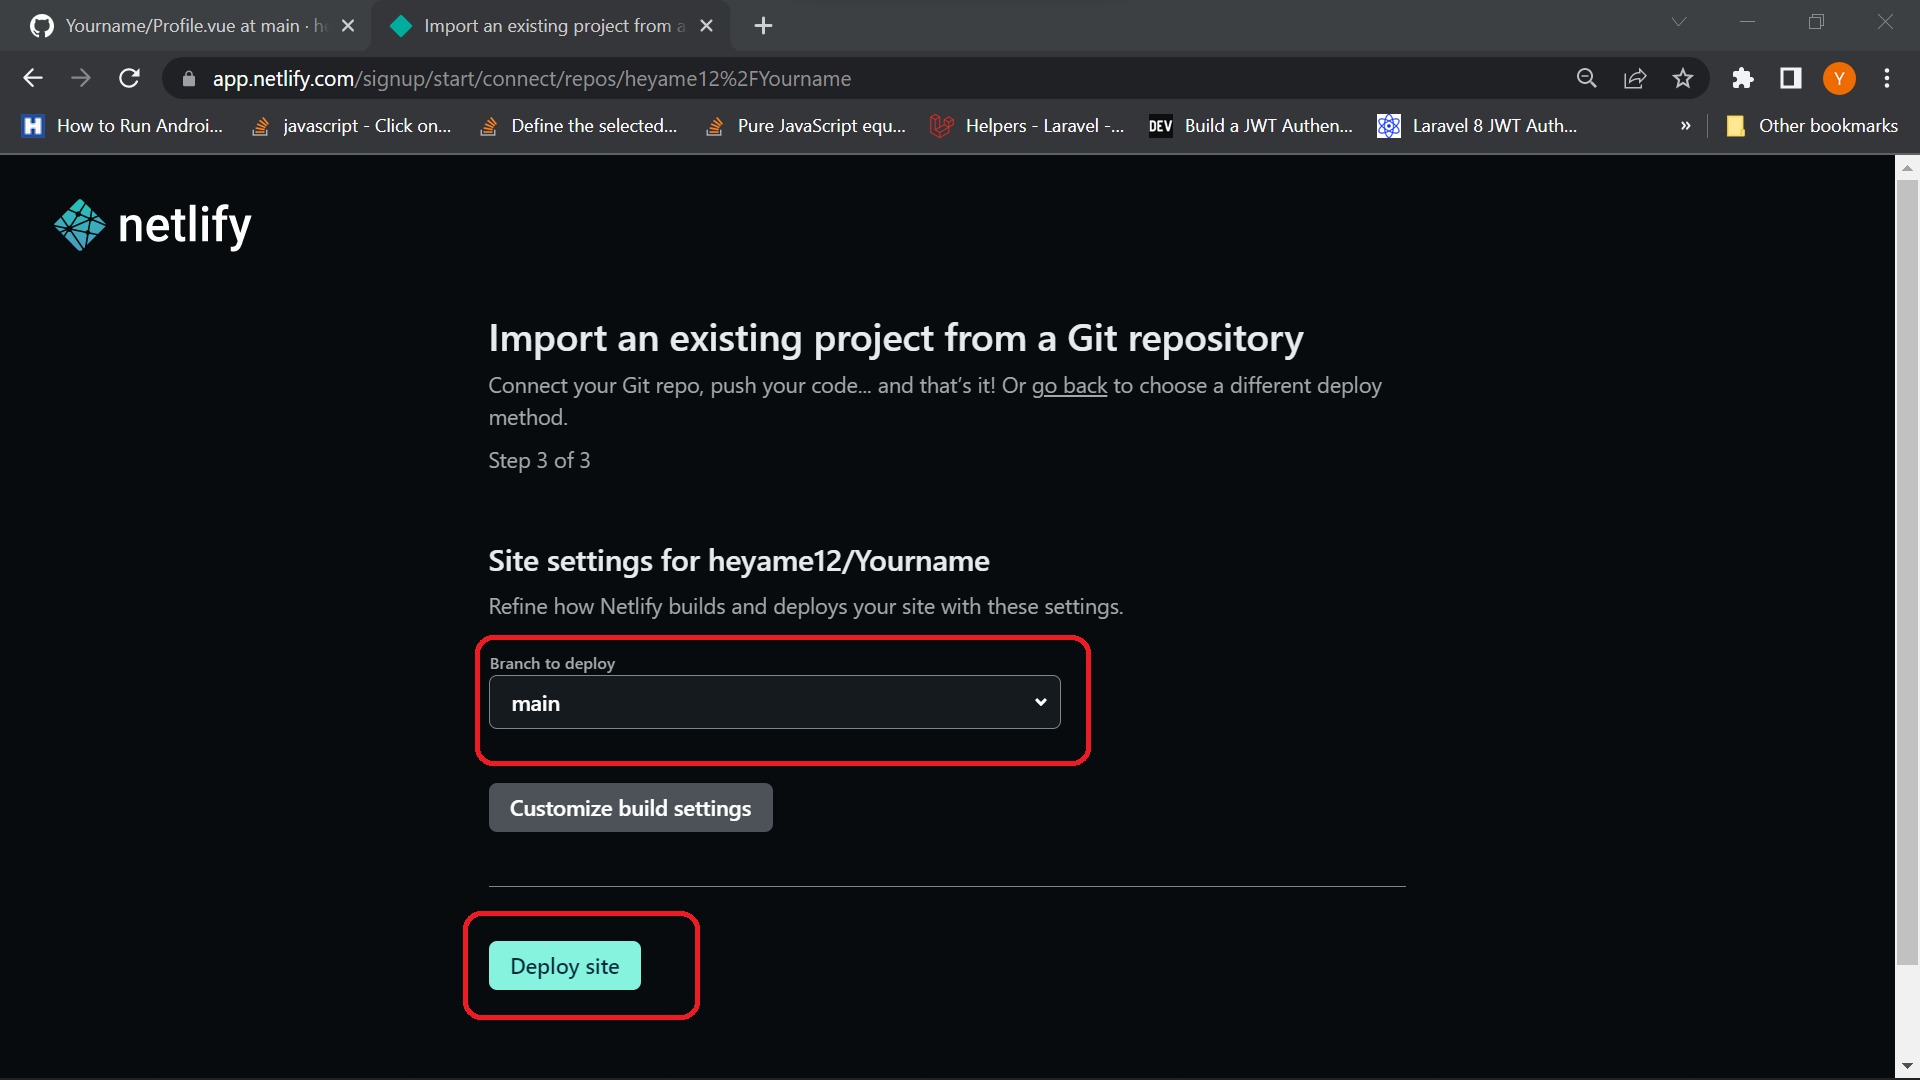 Yourname/Profile.vue at main · h
Import an existing project from a
app.netlify.com/signup/start/connect/repos/heyame12%2FYourname
Y
H How to Run Androi...
javascript - Click on...
Define the selected...
Pure JavaScript equ...
Helpers - Laravel -...
DEV Build a JWT Authen...
Laravel 8 JWT Auth...
»
Other bookmarks
netlify
Import an existing project from a Git repository
Connect your Git repo, push your code... and that's it! Or go back to choose a different deploy
method.
Step 3 of 3
Site settings for heyame12/Yourname
Refine how Netlify builds and deploys your site with these settings.
Branch to deploy
main
Customize build settings
Deploy site